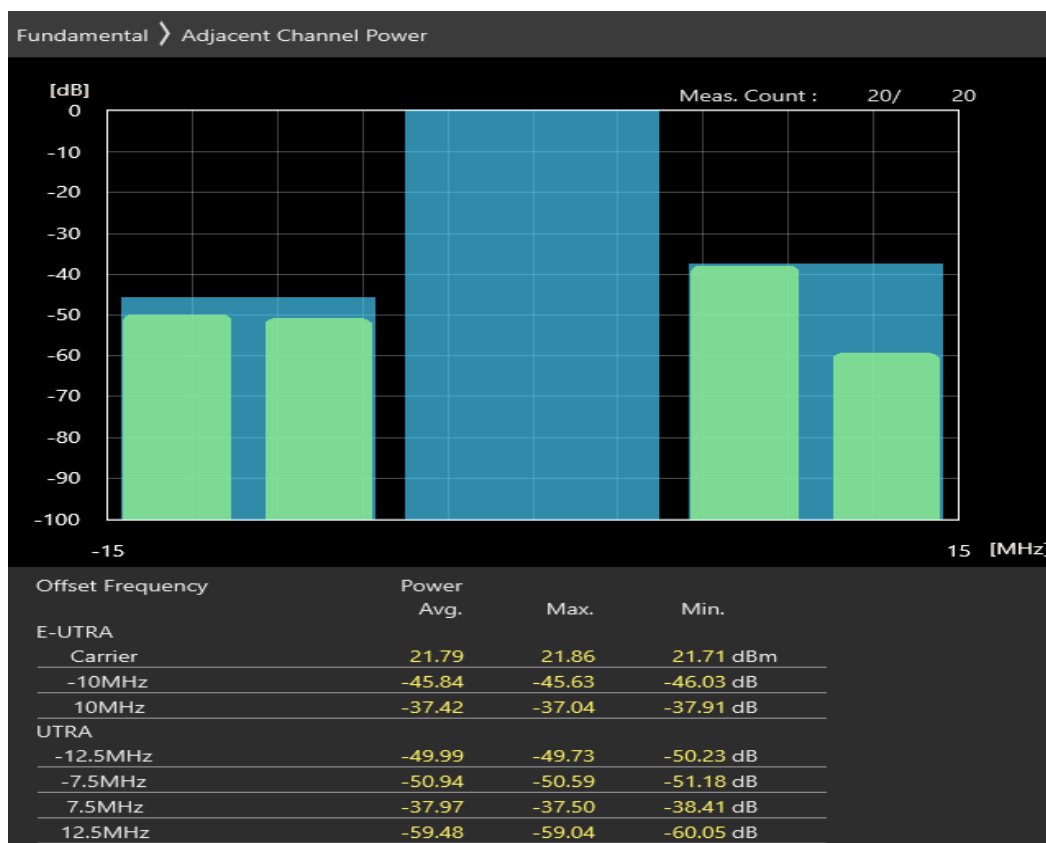 Fundamental 〉 Adjacent Channel Power
[dB]
Meas. Count : 20/ 20
0
-10
-20
-30
-40
-50
-60
-70
-80
-90
-100
-15 15 [MHz]
Offset Frequency Power
Avg. Max. Min.
E-UTRA
Carrier 21.79 21.86 21.71 dBm
-10MHz -45.84 -45.63 -46.03 dB
10MHz -37.42 -37.04 -37.91 dB
UTRA
-12.5MHz -49.99 -49.73 -50.23 dB
-7.5MHz -50.94 -50.59 -51.18 dB
7.5MHz -37.97 -37.50 -38.41 dB
12.5MHz -59.48 -59.04 -60.05 dB